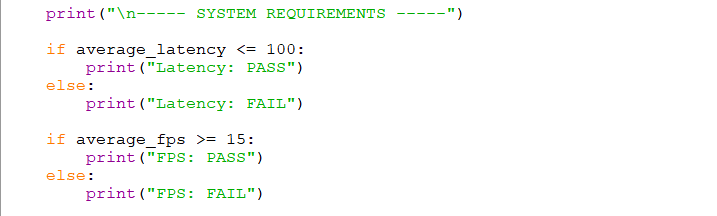 print("\n----- SYSTEM REQUIREMENTS -----")
if average_latency <= 100:
    print("Latency: PASS")
else:
    print("Latency: FAIL")
if average_fps >= 15:
    print("FPS: PASS")
else:
    print("FPS: FAIL")